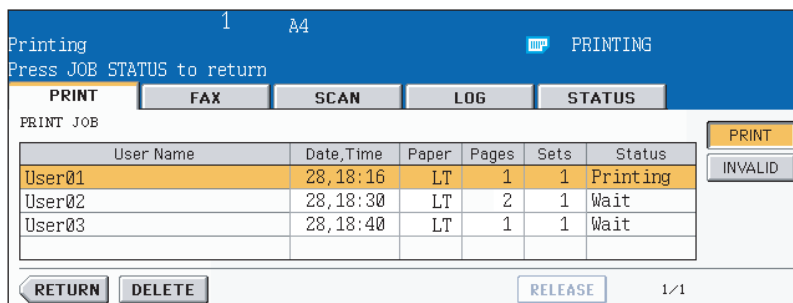 1 A4
Printing PRINTING
Press JOB STATUS to return
PRINT FAX SCAN LOG STATUS
PRINT JOB
PRINT
User Name Date,Time Paper Pages Sets Status
INVALID
User01 28,18:16 LT 1 1 Printing
User02 28,18:30 LT 2 1 Wait
User03 28,18:40 LT 1 1 Wait
RETURN DELETE RELEASE 1/1